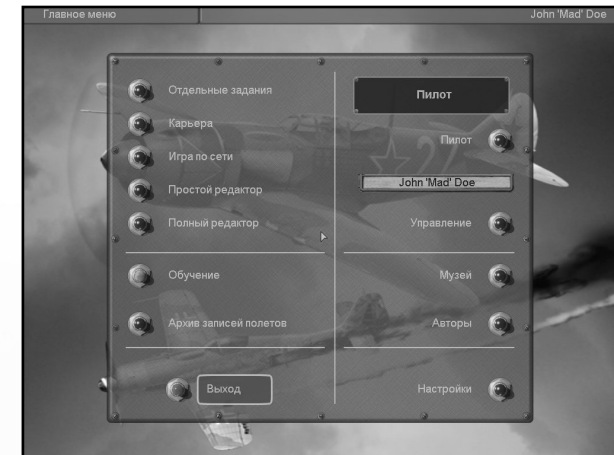 Главное меню
John 'Mad' Doe
Отдельные задания
Карьера
Игра по сети
Простой редактор
Полный редактор
Обучение
Архив записей полетов
Выход
Пилот
Пилот
John 'Mad' Doe
Управление
Музей
Авторы
Настройки